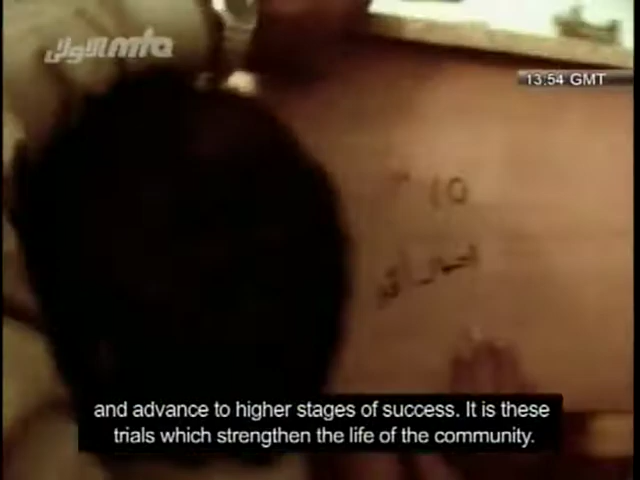 الاولى mta
13:54 GMT
and advance to higher stages of success. It is these
trials which strengthen the life of the community.